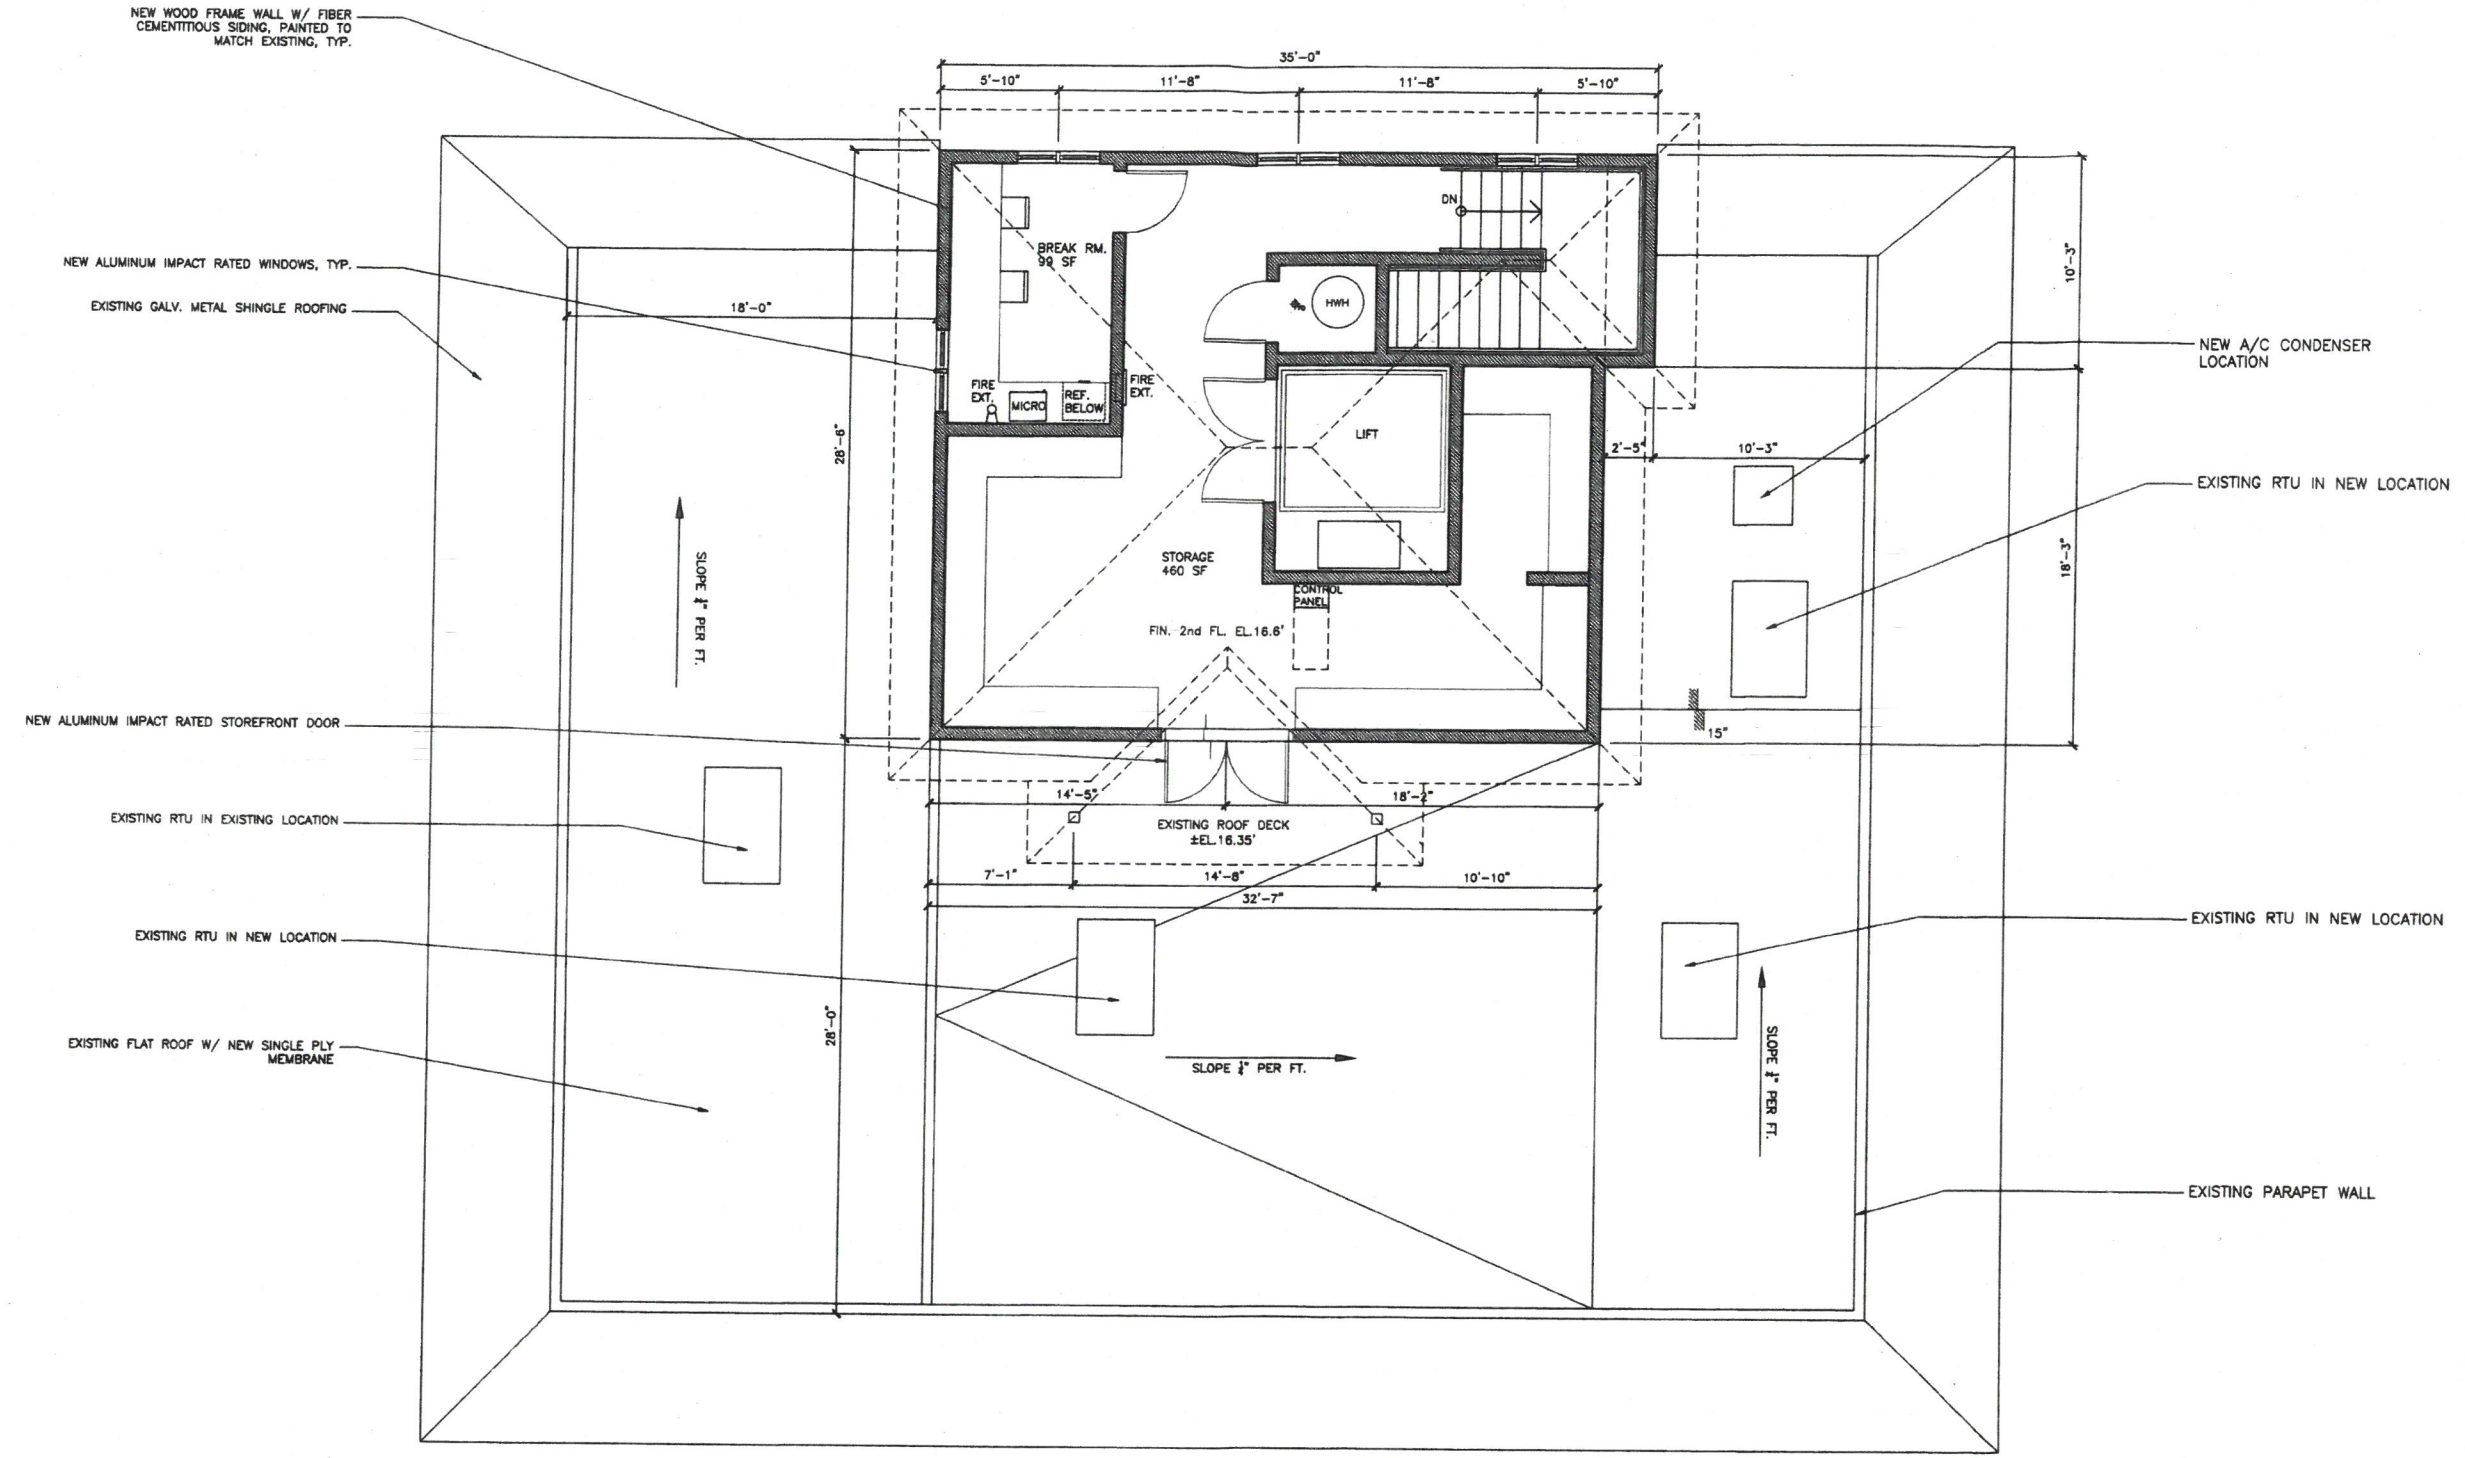 NEW WOOD FRAME WALL W/ FIBER
CEMENTITIOUS SIDING, PAINTED TO
MATCH EXISTING, TYP.
35'-0"
5'-10"
11'-8"
11'-8"
5'-10"
NEW ALUMINUM IMPACT RATED WINDOWS, TYP.
EXISTING GALV. METAL SHINGLE ROOFING
18'-0"
28'-6"
BREAK RM.
99 SF
DN
HWH
FIRE
EXT.
MICRO
REF.
BELOW
FIRE
EXT.
LIFT
10'-3"
NEW A/C CONDENSER
LOCATION
2'-5"
10'-3"
EXISTING RTU IN NEW LOCATION
18'-3"
SLOPE ¼" PER FT.
STORAGE
460 SF
CONTROL
PANEL
FIN. 2nd FL. EL.16.6'
15"
NEW ALUMINUM IMPACT RATED STOREFRONT DOOR
14'-5"
18'-2"
EXISTING RTU IN EXISTING LOCATION
EXISTING ROOF DECK
±EL.16.35'
7'-1"
14'-8"
10'-10"
32'-7"
EXISTING RTU IN NEW LOCATION
EXISTING RTU IN NEW LOCATION
28'-0"
EXISTING FLAT ROOF W/ NEW SINGLE PLY
MEMBRANE
SLOPE ¼" PER FT.
SLOPE ¼" PER FT.
EXISTING PARAPET WALL